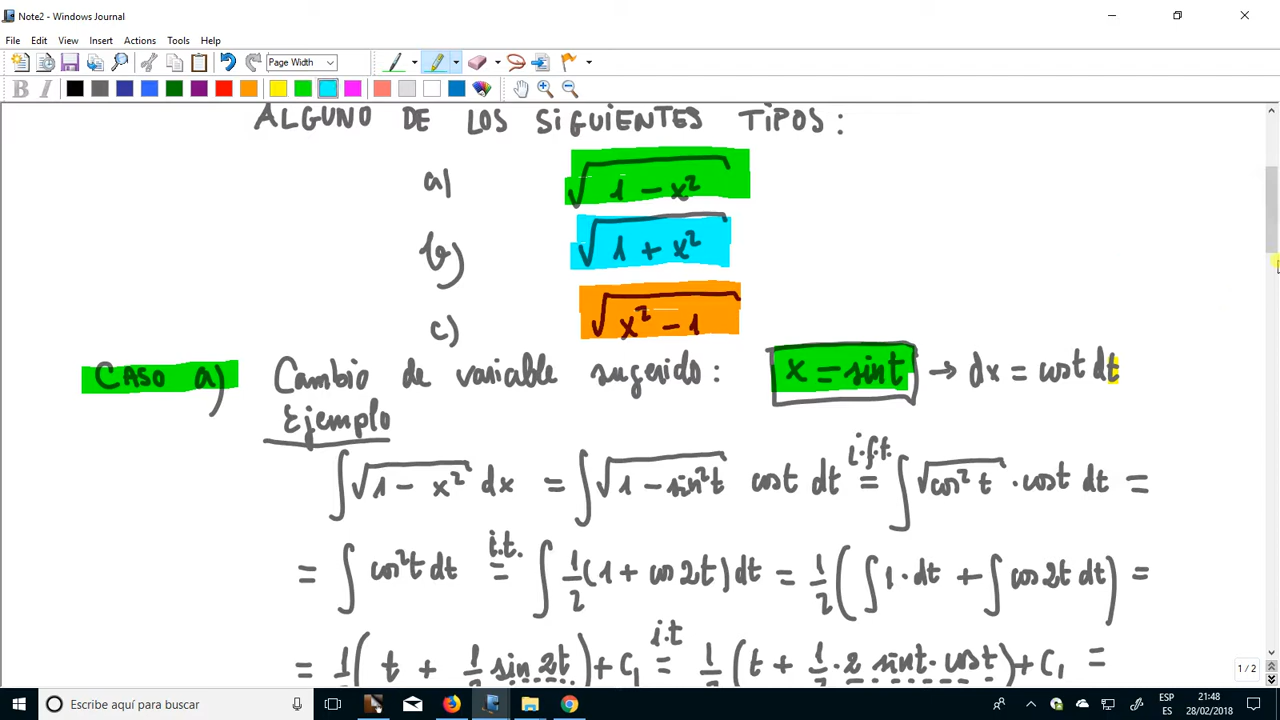 Note2 - Windows Journal
File Edit View Insert Actions Tools Help
Page Width
B I
ALGUNO DE LOS SIGUIENTES TIPOS:
a) √(1 - x²)
b) √(1 + x²)
c) √(x² - 1)
CASO a) Cambio de variable sugerido: x = sint → dx = cost dt
Ejemplo
∫√(1 - x²) dx = ∫√(1 - sin²t) cost dt i.f.t. = ∫√(cos²t) · cost dt =
= ∫ cos²t dt i.t. = ∫ 1/2 (1 + cos 2t) dt = 1/2 (∫ 1·dt + ∫ cos 2t dt) =
= 1/2 (t + 1/2 sin 2t) + C₁ i.t = 1/2 (t + 1/2 · 2 sint · cost) + C₁ =
1 / 2
Escribe aquí para buscar
ESP
ES
21:48
28/02/2018